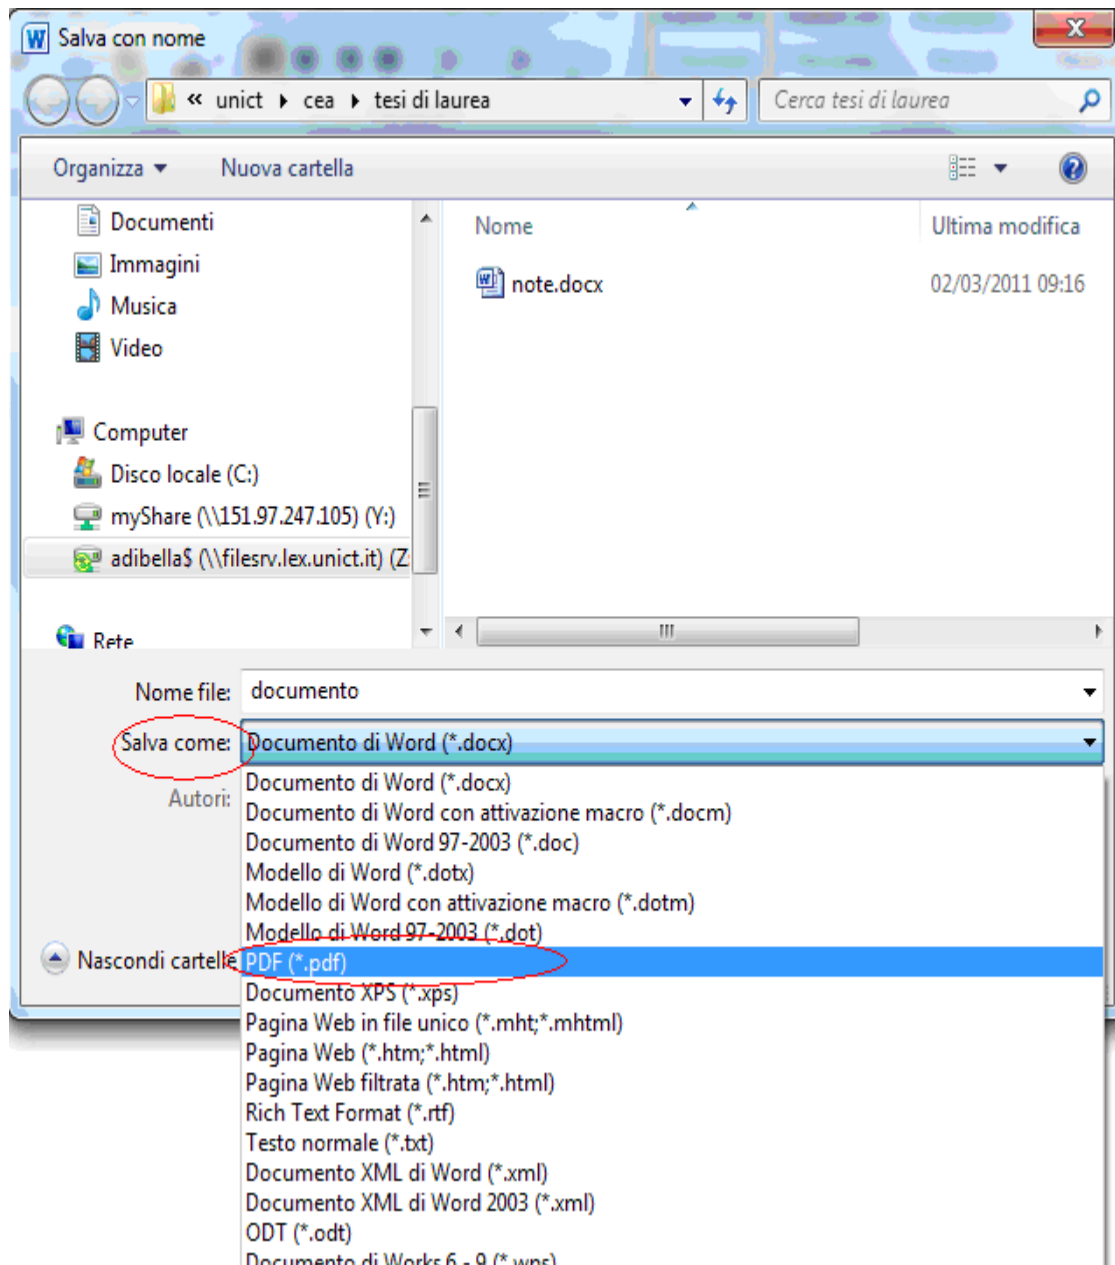 Salva con nome
« unict ▸ cea ▸ tesi di laurea
Cerca tesi di laurea
Organizza
Nuova cartella
Documenti
Immagini
Musica
Video
Computer
Disco locale (C:)
myShare (\\151.97.247.105) (Y:)
adibella$ (\\filesrv.lex.unict.it) (Z:
Rete
Nome
Ultima modifica
note.docx
02/03/2011 09:16
Nome file: documento
Salva come: Documento di Word (*.docx)
Autori:
Nascondi cartelle
Documento di Word (*.docx)
Documento di Word con attivazione macro (*.docm)
Documento di Word 97-2003 (*.doc)
Modello di Word (*.dotx)
Modello di Word con attivazione macro (*.dotm)
Modello di Word 97-2003 (*.dot)
PDF (*.pdf)
Documento XPS (*.xps)
Pagina Web in file unico (*.mht;*.mhtml)
Pagina Web (*.htm;*.html)
Pagina Web filtrata (*.htm;*.html)
Rich Text Format (*.rtf)
Testo normale (*.txt)
Documento XML di Word (*.xml)
Documento XML di Word 2003 (*.xml)
ODT (*.odt)
Documento di Works 6 - 9 (*.wps)